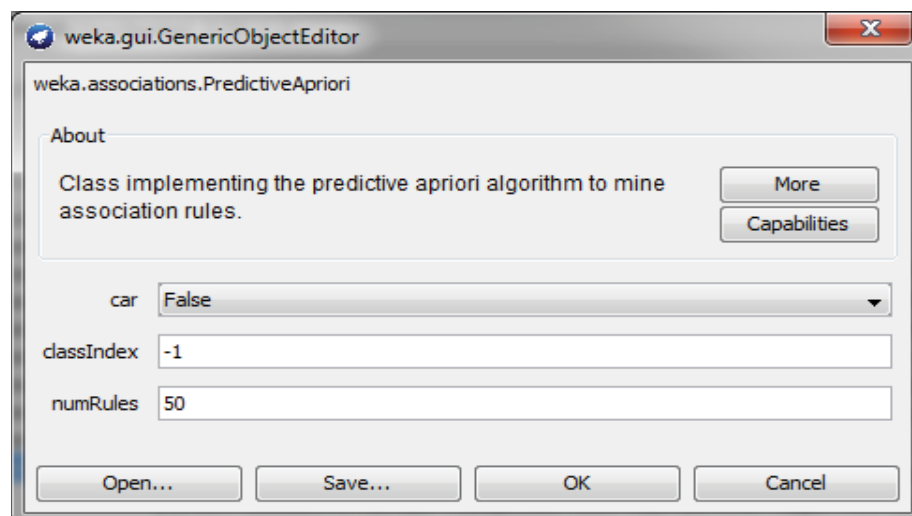 weka.gui.GenericObjectEditor
weka.associations.PredictiveApriori
About
Class implementing the predictive apriori algorithm to mine
association rules.
More
Capabilities
car False
classIndex -1
numRules 50
Open... Save... OK Cancel